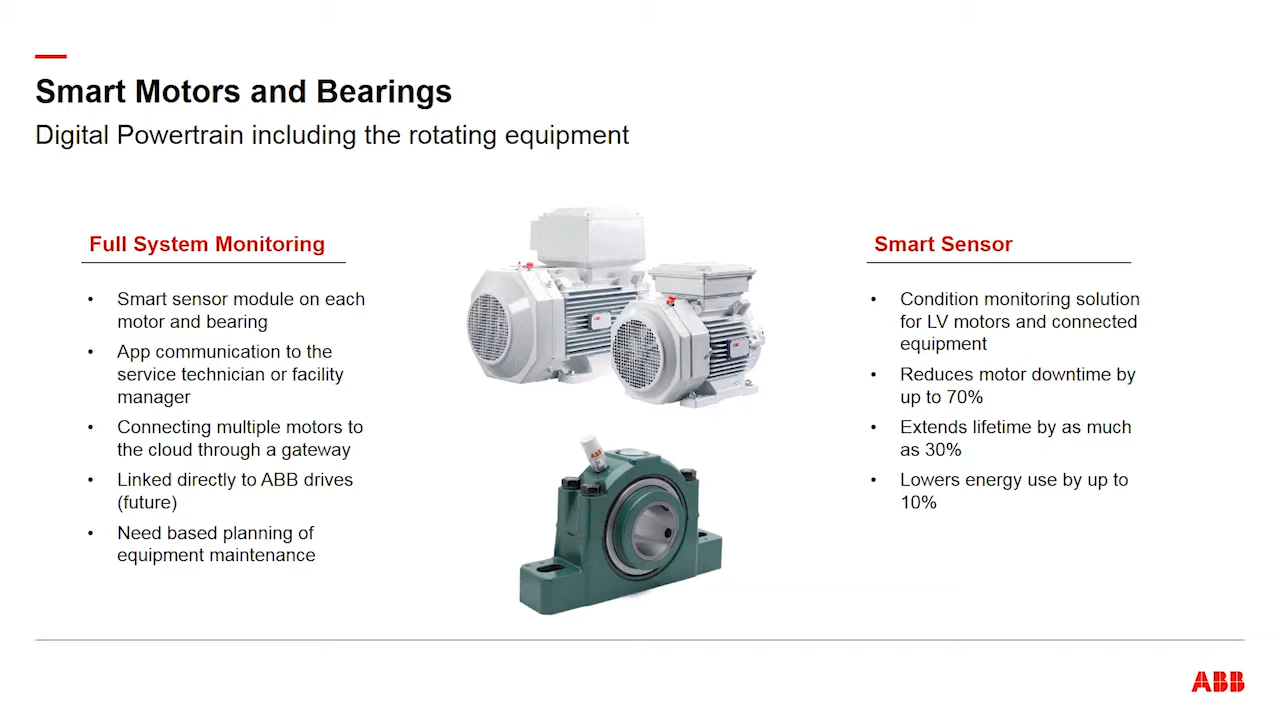 Smart Motors and Bearings
Digital Powertrain including the rotating equipment
Full System Monitoring
• Smart sensor module on each
motor and bearing
• App communication to the
service technician or facility
manager
• Connecting multiple motors to
the cloud through a gateway
• Linked directly to ABB drives
(future)
• Need based planning of
equipment maintenance
ABB
Smart Sensor
• Condition monitoring solution
for LV motors and connected
equipment
• Reduces motor downtime by
up to 70%
• Extends lifetime by as much
as 30%
• Lowers energy use by up to
10%
ABB